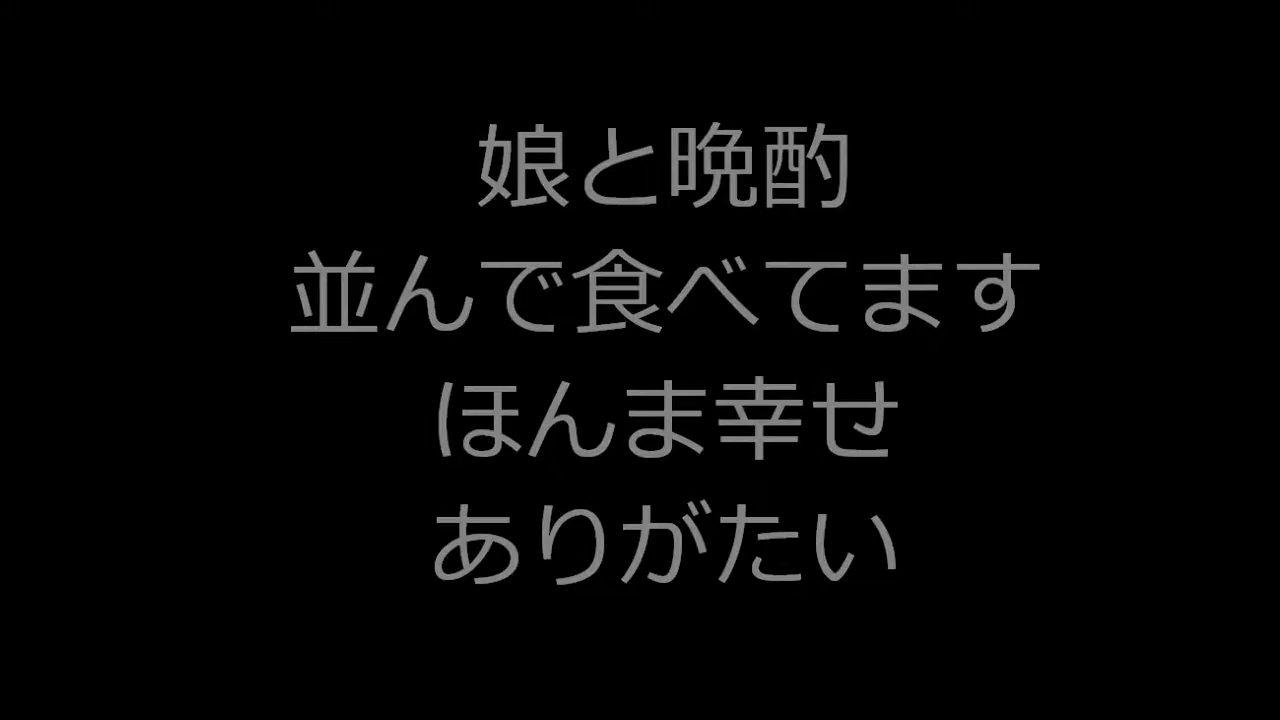 娘と晩酌
並んで食べてます
ほんま幸せ
ありがたい